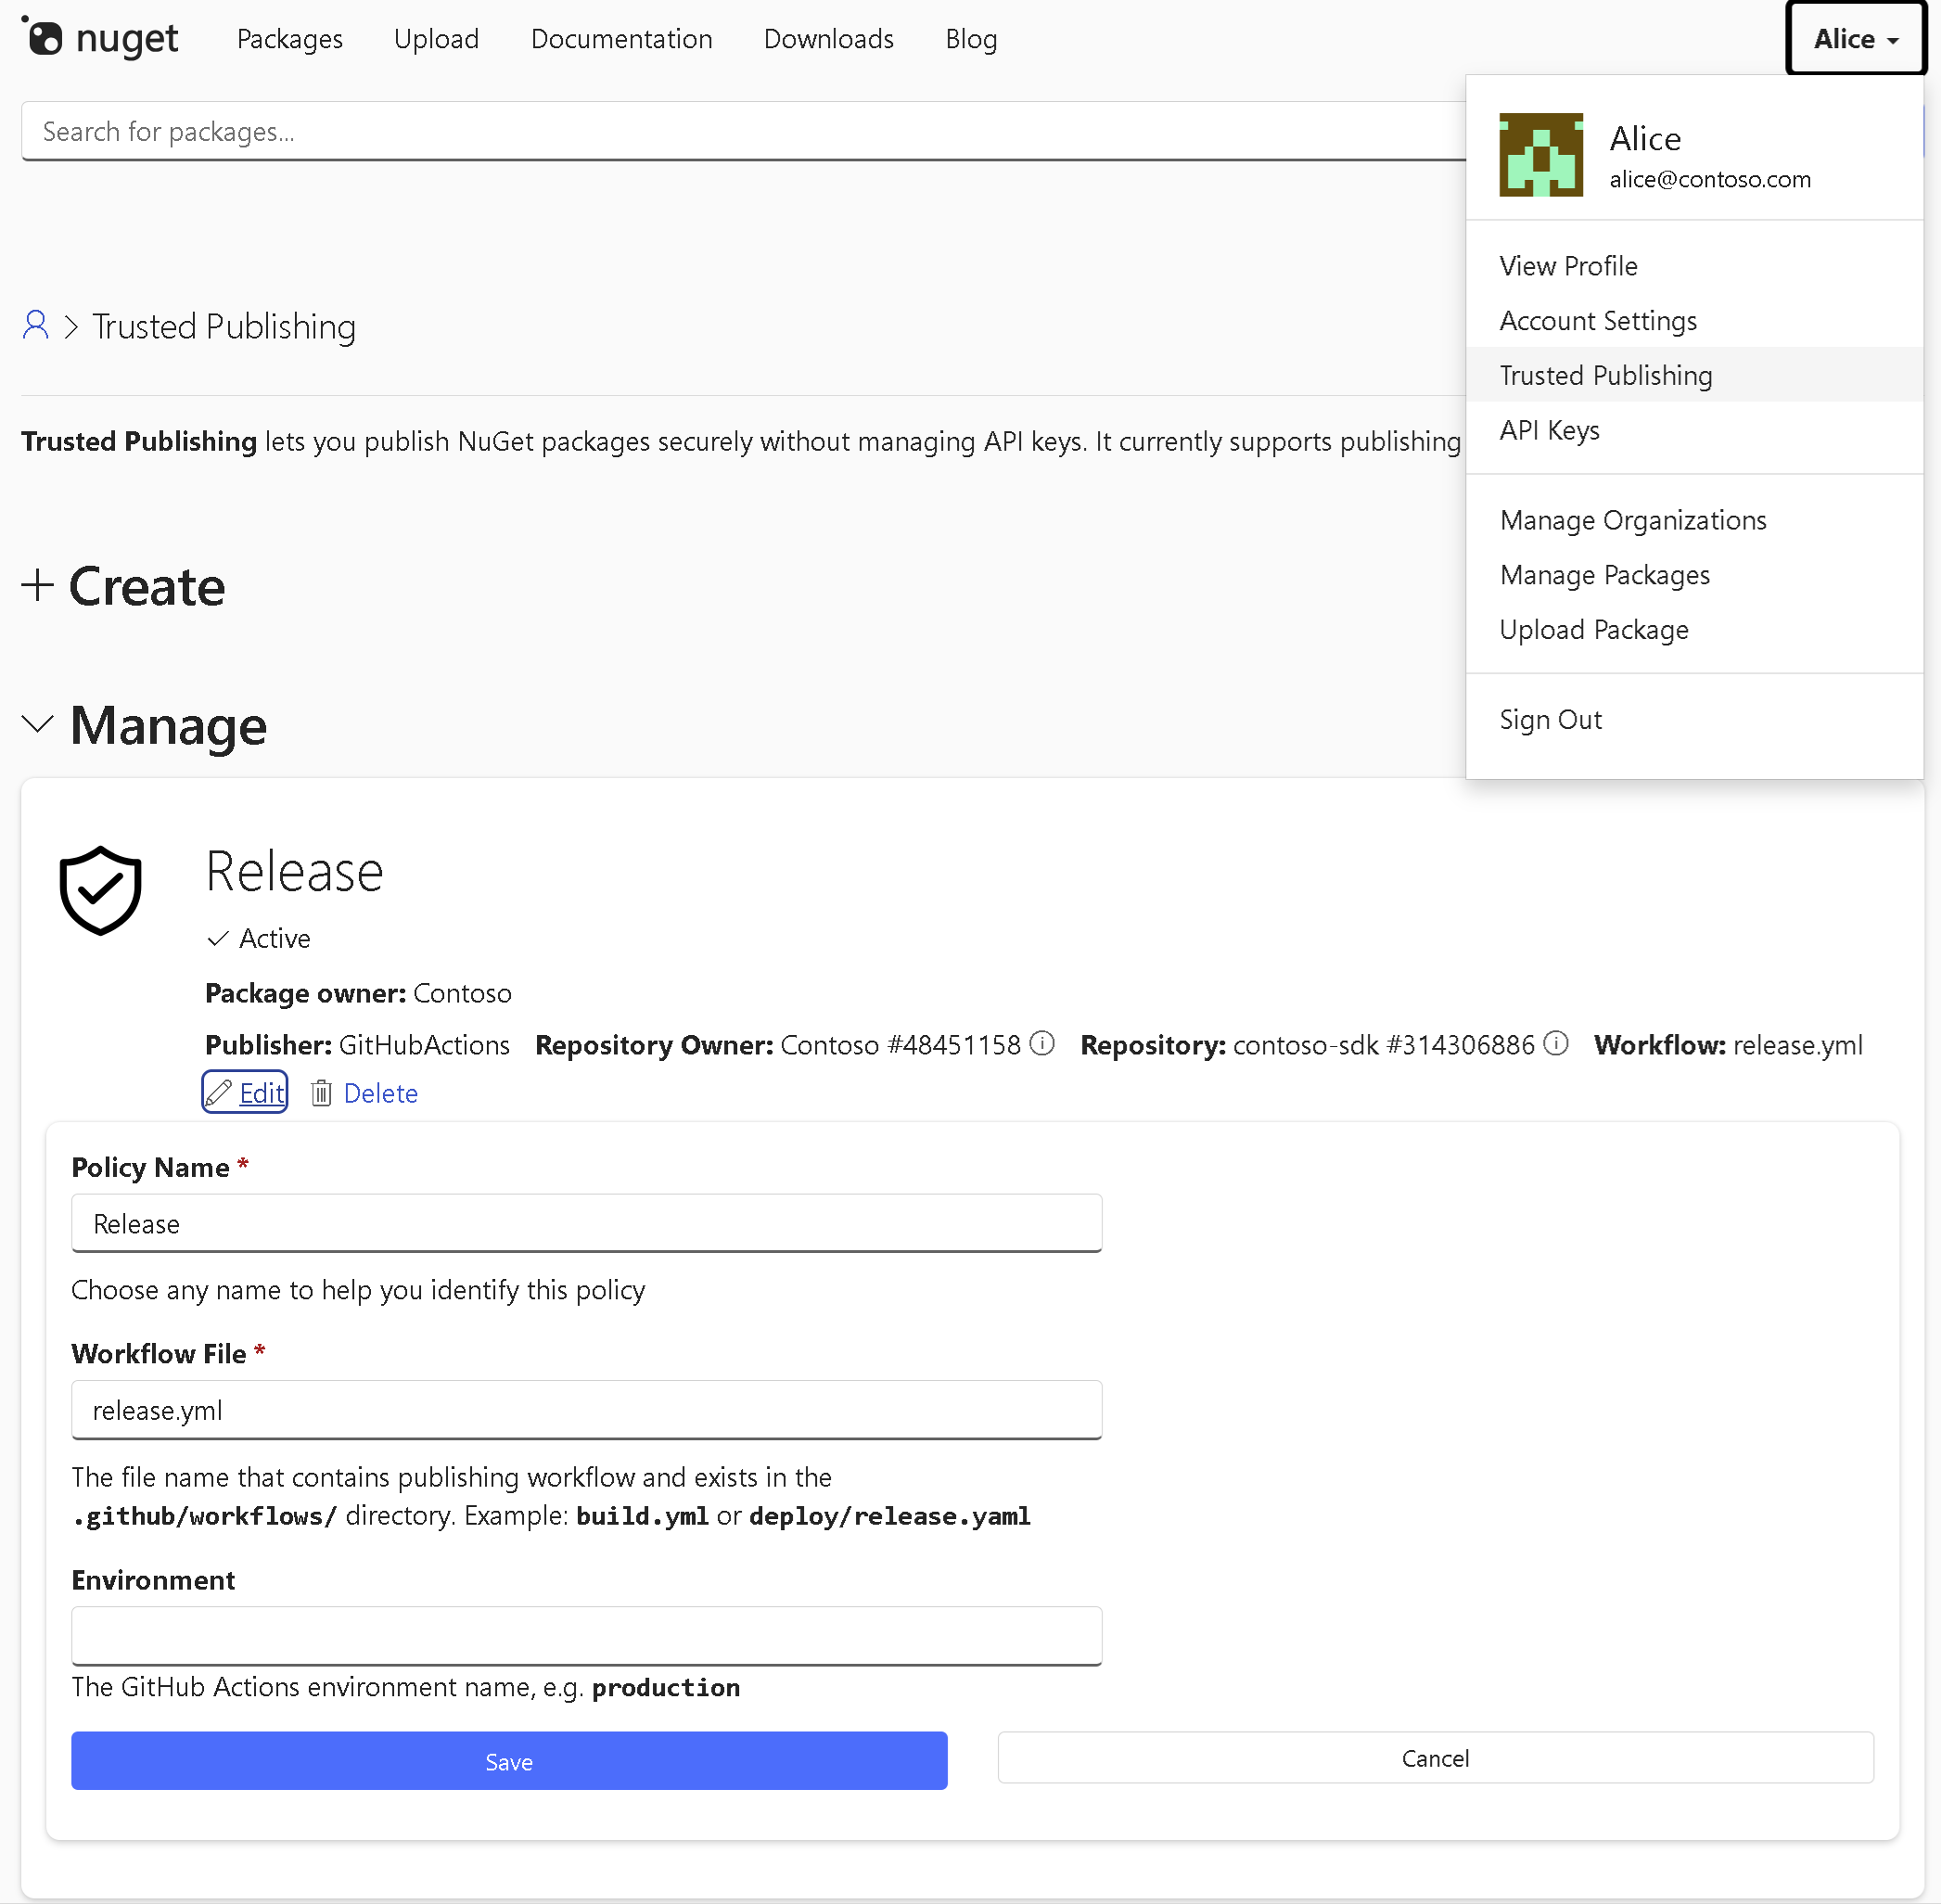 nuget
Packages
Upload
Documentation
Downloads
Blog
Alice
Search for packages...
Alice
alice@contoso.com
View Profile
Account Settings
Trusted Publishing
API Keys
Manage Organizations
Manage Packages
Upload Package
Sign Out
Trusted Publishing
Trusted Publishing lets you publish NuGet packages securely without managing API keys. It currently supports publishing
Create
Manage
Release
Active
Package owner: Contoso
Publisher: GitHubActions Repository Owner: Contoso #48451158 Repository: contoso-sdk #314306886 Workflow: release.yml
Edit Delete
Policy Name *
Release
Choose any name to help you identify this policy
Workflow File *
release.yml
The file name that contains publishing workflow and exists in the
.github/workflows/ directory. Example: build.yml or deploy/release.yaml
Environment
The GitHub Actions environment name, e.g. production
Save
Cancel